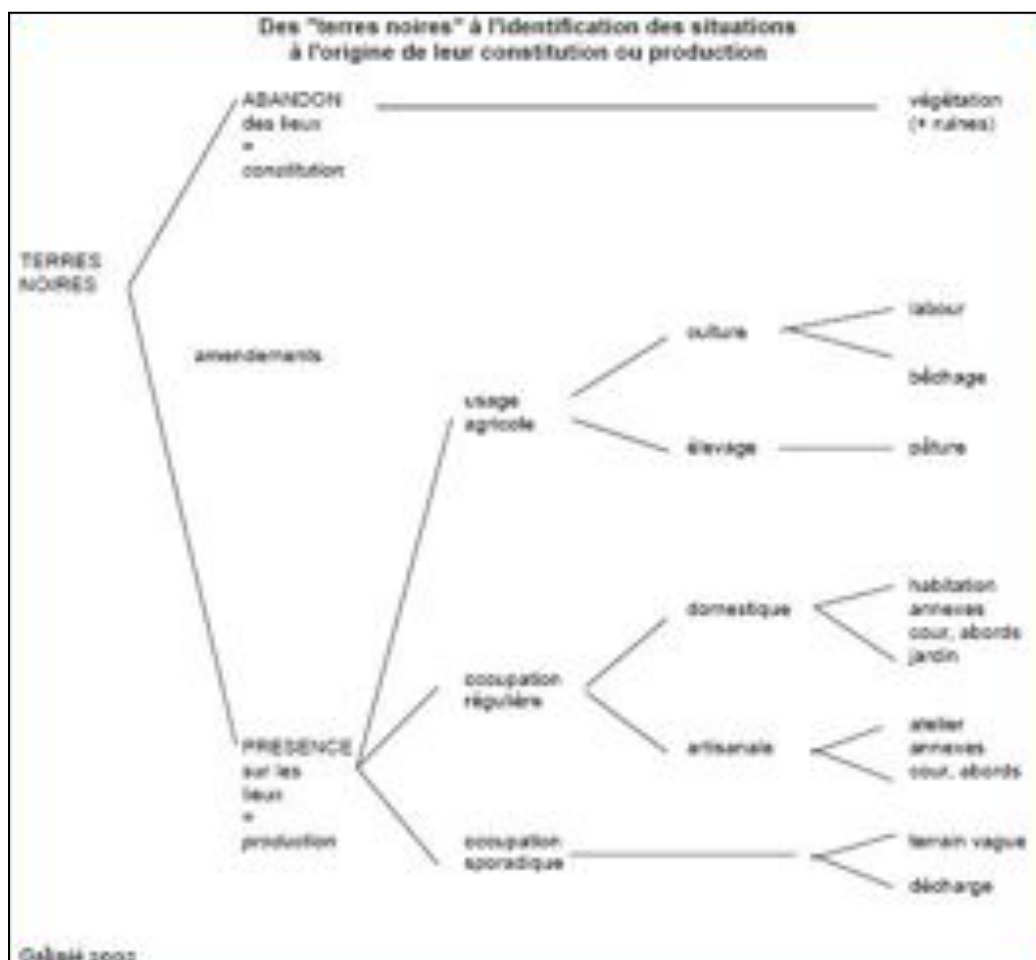 Des "terres noires" à l'identification des situations
à l'origine de leur constitution ou production
ABANDON
des lieux
=
constitution
végétation
(+ ruines)
TERRES
NOIRES
amendements
usage
agricole
culture
labour
bêchage
élevage
pâture
PRESENCE
sur les
lieux
=
production
occupation
régulière
domestique
habitation
annexes
cour, abords
jardin
artisanale
atelier
annexes
cour, abords
occupation
sporadique
terrain vague
décharge